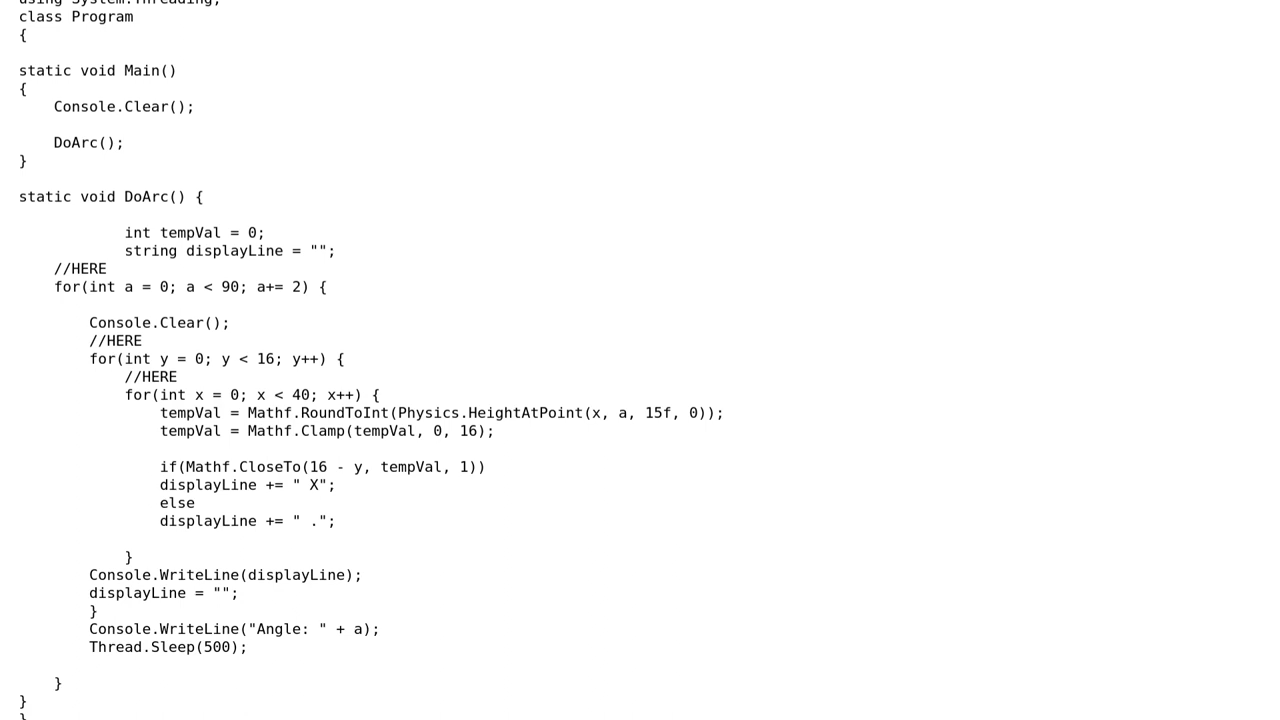 using System.Threading;
class Program
{
static void Main()
{
Console.Clear();
DoArc();
}
static void DoArc() {
int tempVal = 0;
string displayLine = "";
//HERE
for(int a = 0; a < 90; a+= 2) {
Console.Clear();
//HERE
for(int y = 0; y < 16; y++) {
//HERE
for(int x = 0; x < 40; x++) {
tempVal = Mathf.RoundToInt(Physics.HeightAtPoint(x, a, 15f, 0));
tempVal = Mathf.Clamp(tempVal, 0, 16);
if(Mathf.CloseTo(16 - y, tempVal, 1))
displayLine += " X";
else
displayLine += " .";
}
Console.WriteLine(displayLine);
displayLine = "";
}
Console.WriteLine("Angle: " + a);
Thread.Sleep(500);
}
}
}